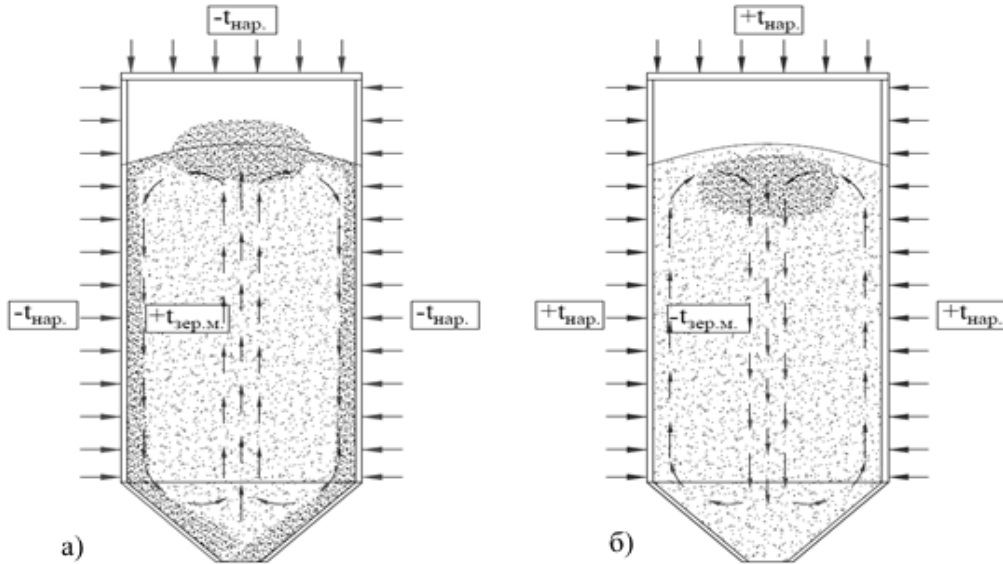 -tнар.
+tнар.
-tнар.
+tзер.м.
-tнар.
+tнар.
-tзер.м.
+tнар.
а)
б)